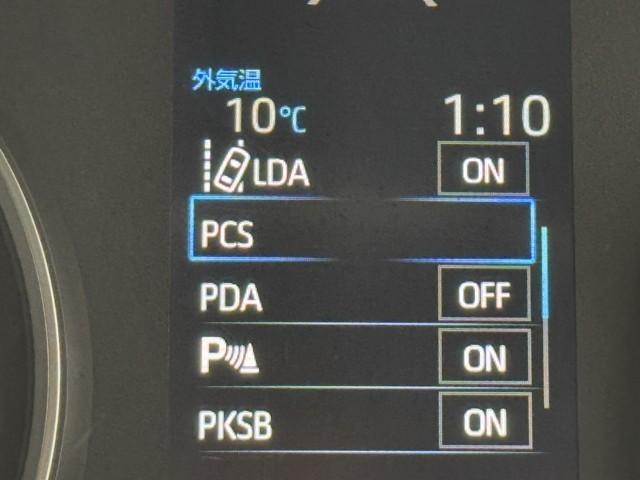 外気温
10℃ 1:10
LDA ON
PCS
PDA OFF
P ON
PKSB ON